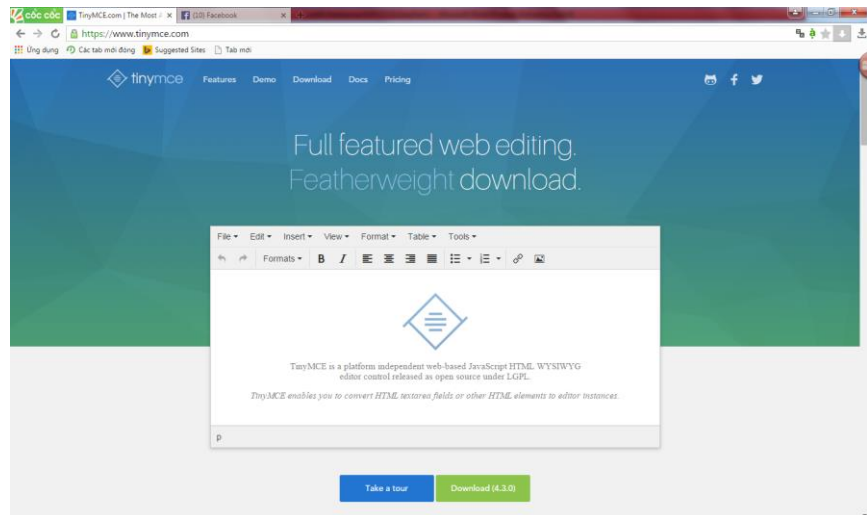 cốc cốc TinyMCE.com | The Most A (10) Facebook
https://www.tinymce.com
Ứng dụng Các tab mới đóng Suggested Sites Tab mới
tinymce Features Demo Download Docs Pricing
Full featured web editing.
Featherweight download.
File Edit Insert View Format Table Tools
Formats B I
TinyMCE is a platform independent web-based JavaScript HTML WYSIWYG
editor control released as open source under LGPL.
TinyMCE enables you to convert HTML textarea fields or other HTML elements to editor instances.
p
Take a tour Download (4.3.0)